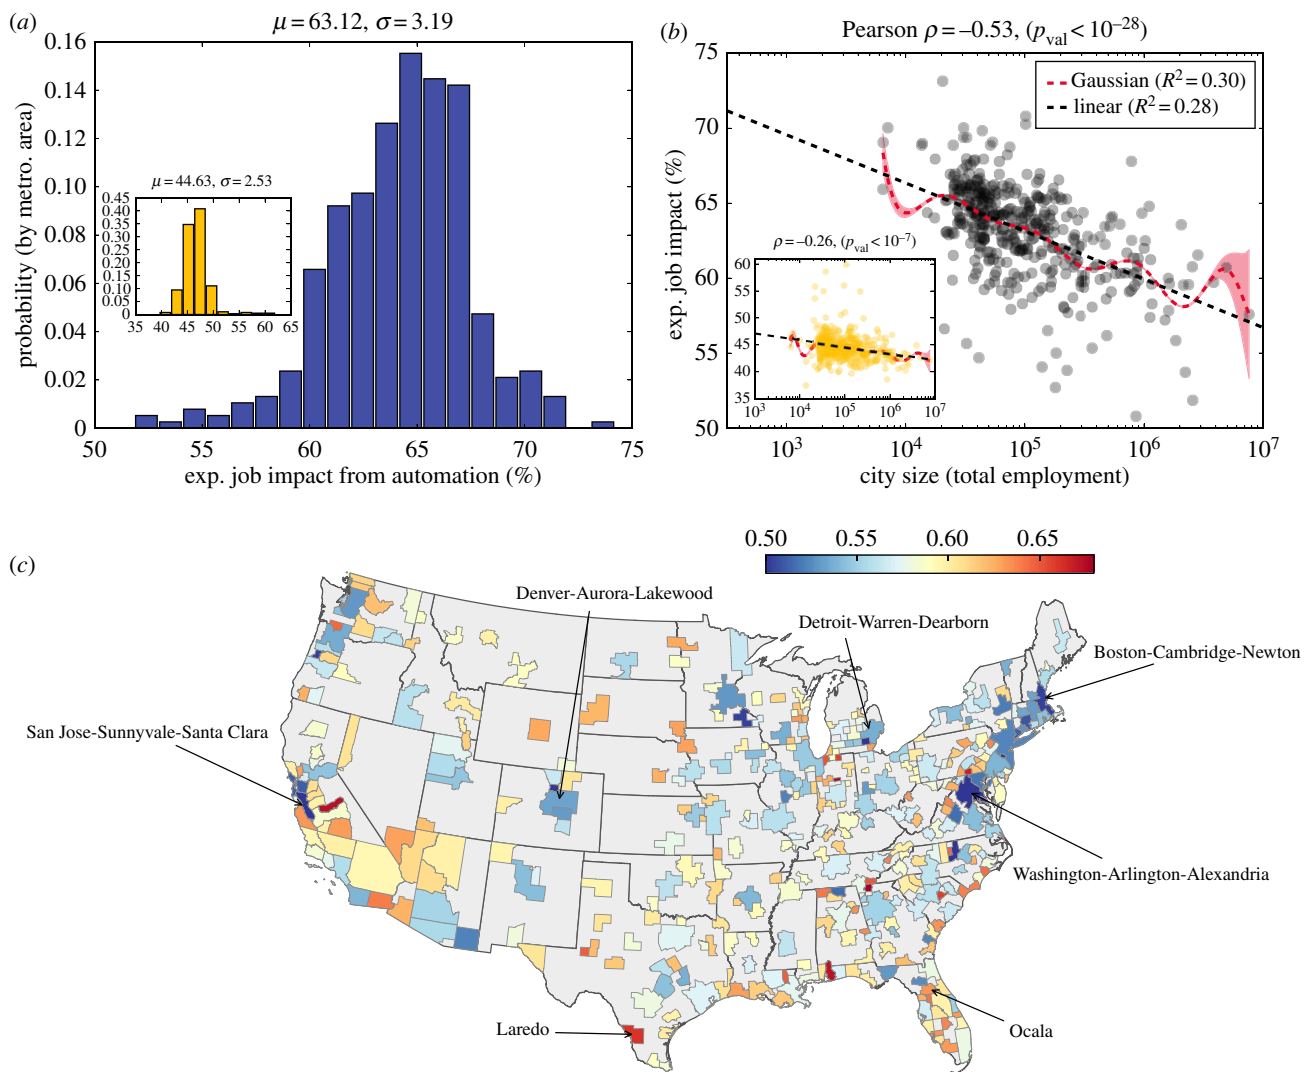 (a)
μ = 63.12, σ = 3.19
0.16
0.14
0.12
0.10
0.08
0.06
0.04
0.02
0
probability (by metro. area)
50 55 60 65 70 75
exp. job impact from automation (%)
μ = 44.63, σ = 2.53
0.45
0.40
0.35
0.30
0.25
0.20
0.15
0.10
0.05
0
35 40 45 50 55 60 65
(b)
Pearson ρ = –0.53, (p_val < 10^–28)
75
70
65
60
55
50
exp. job impact (%)
Gaussian (R² = 0.30)
linear (R² = 0.28)
10³ 10⁴ 10⁵ 10⁶ 10⁷
city size (total employment)
ρ = –0.26, (p_val < 10^–7)
60
55
50
45
40
35
10³ 10⁴ 10⁵ 10⁶ 10⁷
(c)
0.50 0.55 0.60 0.65
Denver-Aurora-Lakewood
Detroit-Warren-Dearborn
Boston-Cambridge-Newton
San Jose-Sunnyvale-Santa Clara
Washington-Arlington-Alexandria
Laredo
Ocala